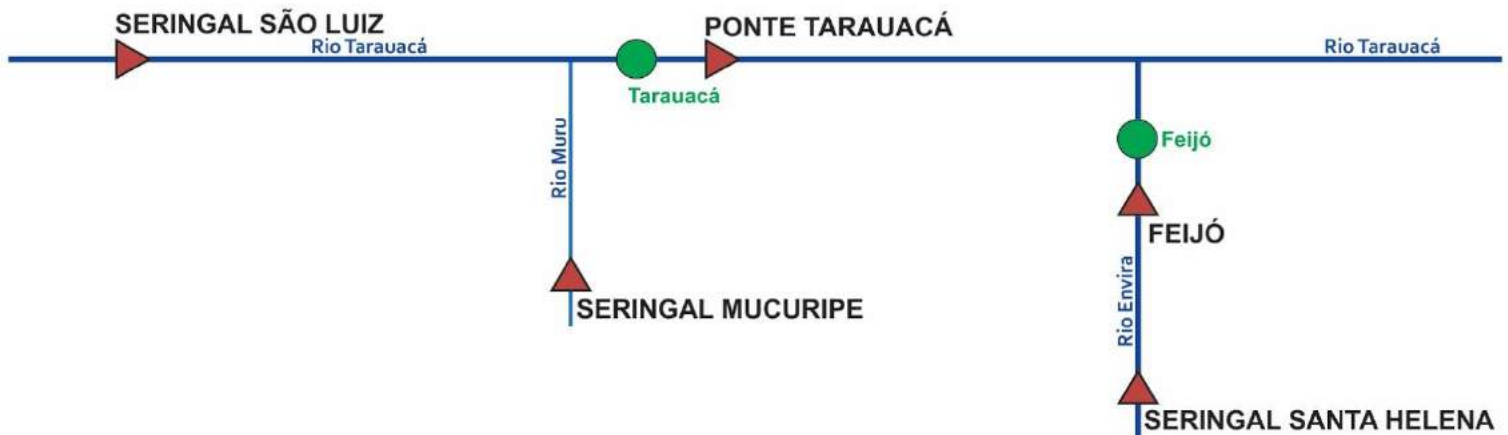 SERINGAL SÃO LUIZ
PONTE TARAUACÁ
Rio Tarauacá
Rio Tarauacá
Tarauacá
Rio Muru
Feijó
FEIJÓ
Rio Envira
SERINGAL MUCURIPE
SERINGAL SANTA HELENA